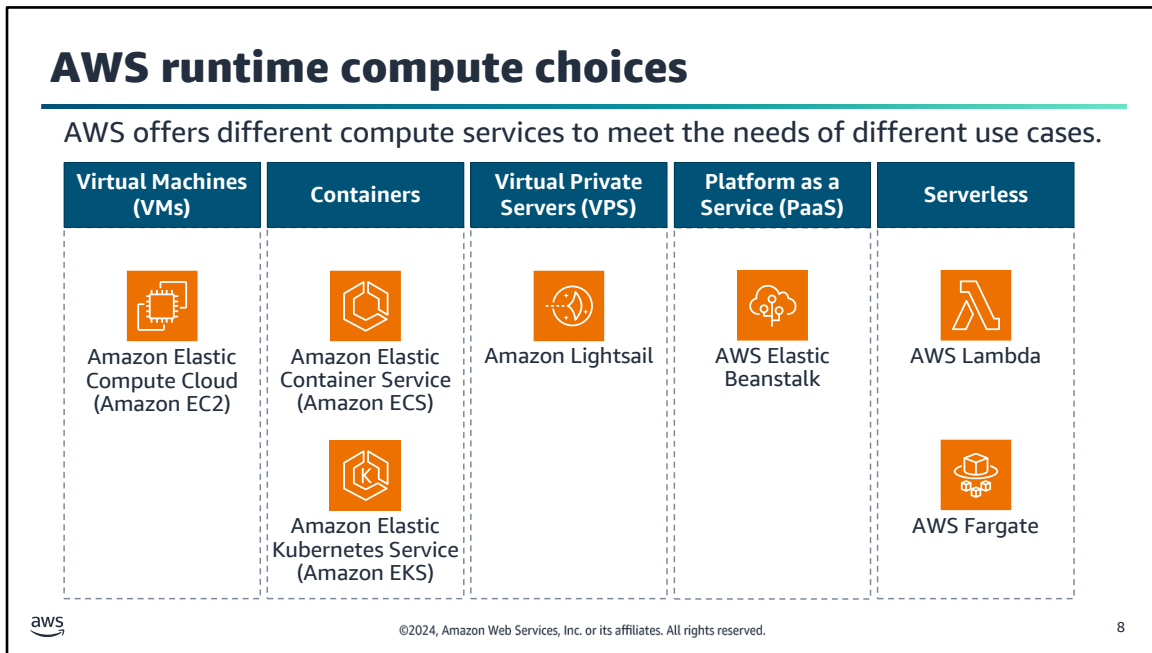 AWS runtime compute choices
AWS offers different compute services to meet the needs of different use cases.
Virtual Machines
(VMs)
Containers
Virtual Private
Servers (VPS)
Platform as a
Service (PaaS)
Serverless
Amazon Elastic
Compute Cloud
(Amazon EC2)
Amazon Elastic
Container Service
(Amazon ECS)
K
Amazon Elastic
Kubernetes Service
(Amazon EKS)
Amazon Lightsail
AWS Elastic
Beanstalk
AWS Lambda
AWS Fargate
aws
©2024, Amazon Web Services, Inc. or its affiliates. All rights reserved.
8